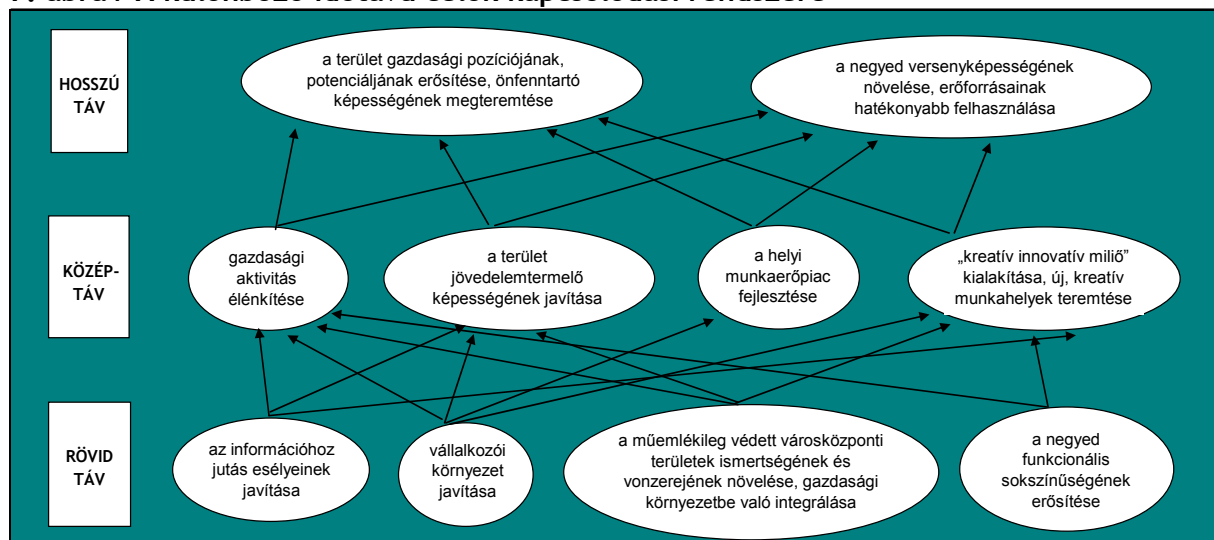 HOSSZÚ
TÁV
a terület gazdasági pozíciójának,
potenciáljának erősítése, önfenntartó
képességének megteremtése
a negyed versenyképességének
növelése, erőforrásainak
hatékonyabb felhasználása
KÖZÉP-
TÁV
gazdasági
aktivitás
élénkítése
a terület
jövedelemtermelő
képességének javítása
a helyi
munkaerőpiac
fejlesztése
„kreatív innovatív miliő”
kialakítása, új, kreatív
munkahelyek teremtése
RÖVID
TÁV
az információhoz
jutás esélyeinek
javítása
vállalkozói
környezet
javítása
a műemlékileg védett városközponti
területek ismertségének és
vonzerejének növelése, gazdasági
környezetbe való integrálása
a negyed
funkcionális
sokszínűségének
erősítése